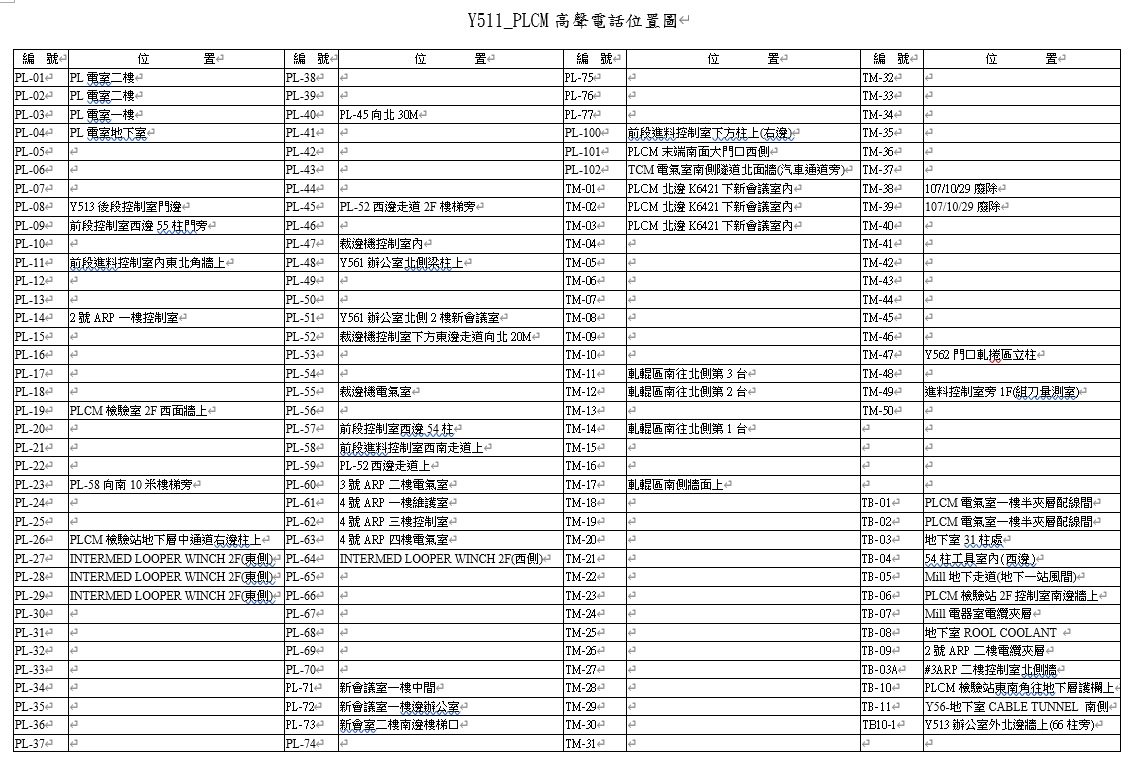 Y511_PLCM 高聲電話位置圖
編 號 位 置 編 號 位 置 編 號 位 置 編 號 位 置
PL-01 PL 電室二樓 PL-38 PL-75 TM-32
PL-02 PL 電室二樓 PL-39 PL-76 TM-33
PL-03 PL 電室一樓 PL-40 PL-45 向北 30M PL-77 TM-34
PL-04 PL 電室地下室 PL-41 PL-100 前段進料控制室下方柱上(右邊) TM-35
PL-05 PL-42 PL-101 PLCM 末端南面大門口西側 TM-36
PL-06 PL-43 PL-102 TCM 電氣室南側隧道北面牆(汽車通道旁) TM-37
PL-07 PL-44 TM-01 PLCM 北邊 K6421 下新會議室內 TM-38 107/10/29 廢除
PL-08 Y513 後段控制室門邊 PL-45 PL-52 西邊走道 2F 樓梯旁 TM-02 PLCM 北邊 K6421 下新會議室內 TM-39 107/10/29 廢除
PL-09 前段控制室西邊 55 柱門旁 PL-46 TM-03 PLCM 北邊 K6421 下新會議室內 TM-40
PL-10 PL-47 裁邊機控制室內 TM-04 TM-41
PL-11 前段進料控制室內東北角牆上 PL-48 Y561 辦公室北側梁柱上 TM-05 TM-42
PL-12 PL-49 TM-06 TM-43
PL-13 PL-50 TM-07 TM-44
PL-14 2 號 ARP 一樓控制室 PL-51 Y561 辦公室北側 2 樓新會議室 TM-08 TM-45
PL-15 PL-52 裁邊機控制室下方東邊走道向北 20M TM-09 TM-46
PL-16 PL-53 TM-10 TM-47 Y562 門口軋捲區立柱
PL-17 PL-54 TM-11 軋輥區南往北側第 3 台 TM-48
PL-18 PL-55 裁邊機電氣室 TM-12 軋輥區南往北側第 2 台 TM-49 進料控制室旁 1F(組刀量測室)
PL-19 PLCM 檢驗室 2F 西面牆上 PL-56 TM-13 TM-50
PL-20 PL-57 前段控制室西邊 54 柱 TM-14 軋輥區南往北側第 1 台
PL-21 PL-58 前段進料控制室西南走道上 TM-15
PL-22 PL-59 PL-52 西邊走道上 TM-16
PL-23 PL-58 向南 10 米樓梯旁 PL-60 3 號 ARP 二樓電氣室 TM-17 軋輥區南側牆面上
PL-24 PL-61 4 號 ARP 一樓維護室 TM-18 TB-01 PLCM 電氣室一樓半夾層配線間
PL-25 PL-62 4 號 ARP 三樓控制室 TM-19 TB-02 PLCM 電氣室一樓半夾層配線間
PL-26 PLCM 檢驗站地下層中通道右邊柱上 PL-63 4 號 ARP 四樓電氣室 TM-20 TB-03 地下室 31 柱處
PL-27 INTERMED LOOPER WINCH 2F(東側) PL-64 INTERMED LOOPER WINCH 2F(西側) TM-21 TB-04 54 柱工具室內(西邊)
PL-28 INTERMED LOOPER WINCH 2F(東側) PL-65 TM-22 TB-05 Mill 地下走道(地下一站風間)
PL-29 INTERMED LOOPER WINCH 2F(東側) PL-66 TM-23 TB-06 PLCM 檢驗站 2F 控制室南邊牆上
PL-30 PL-67 TM-24 TB-07 Mill 電器室電纜夾層
PL-31 PL-68 TM-25 TB-08 地下室 ROOL COOLANT
PL-32 PL-69 TM-26 TB-09 2 號 ARP 二樓電纜夾層
PL-33 PL-70 TM-27 TB-03A #3ARP 二樓控制室北側牆
PL-34 PL-71 新會議室一樓中間 TM-28 TB-10 PLCM 檢驗站東南角往地下層護欄上
PL-35 PL-72 新會議室一樓邊辦公室 TM-29 TB-11 Y56-地下室 CABLE TUNNEL 南側
PL-36 PL-73 新會室二樓南邊樓梯口 TM-30 TB10-1 Y513 辦公室外北邊牆上(66 柱旁)
PL-37 PL-74 TM-31